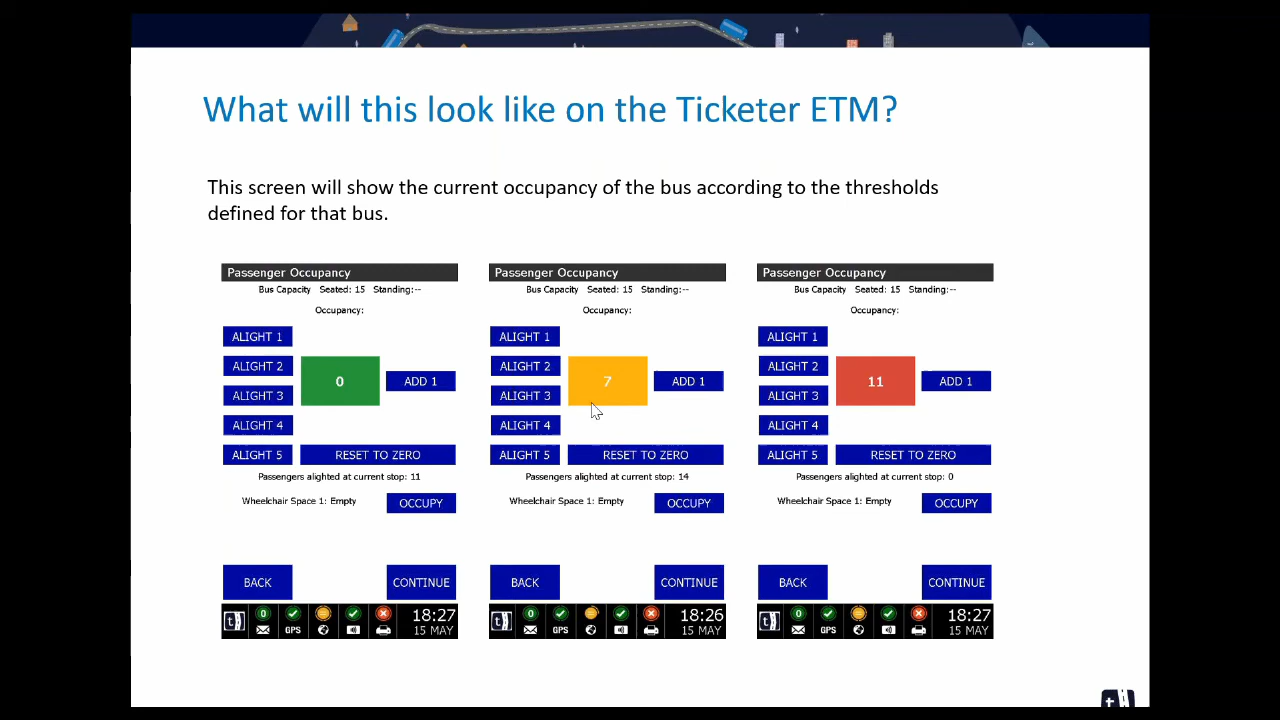 What will this look like on the Ticketer ETM?
This screen will show the current occupancy of the bus according to the thresholds
defined for that bus.
Passenger Occupancy
Bus Capacity Seated: 15 Standing:--
Occupancy:
ALIGHT 1
ALIGHT 2
0
ADD 1
ALIGHT 3
ALIGHT 4
ALIGHT 5
RESET TO ZERO
Passengers alighted at current stop: 11
Wheelchair Space 1: Empty
OCCUPY
BACK
CONTINUE
0
18:27
GPS
15 MAY
Passenger Occupancy
Bus Capacity Seated: 15 Standing:--
Occupancy:
ALIGHT 1
ALIGHT 2
7
ADD 1
ALIGHT 3
ALIGHT 4
ALIGHT 5
RESET TO ZERO
Passengers alighted at current stop: 14
Wheelchair Space 1: Empty
OCCUPY
BACK
CONTINUE
0
18:26
GPS
15 MAY
Passenger Occupancy
Bus Capacity Seated: 15 Standing:--
Occupancy:
ALIGHT 1
ALIGHT 2
11
ADD 1
ALIGHT 3
ALIGHT 4
ALIGHT 5
RESET TO ZERO
Passengers alighted at current stop: 0
Wheelchair Space 1: Empty
OCCUPY
BACK
CONTINUE
0
18:27
GPS
15 MAY